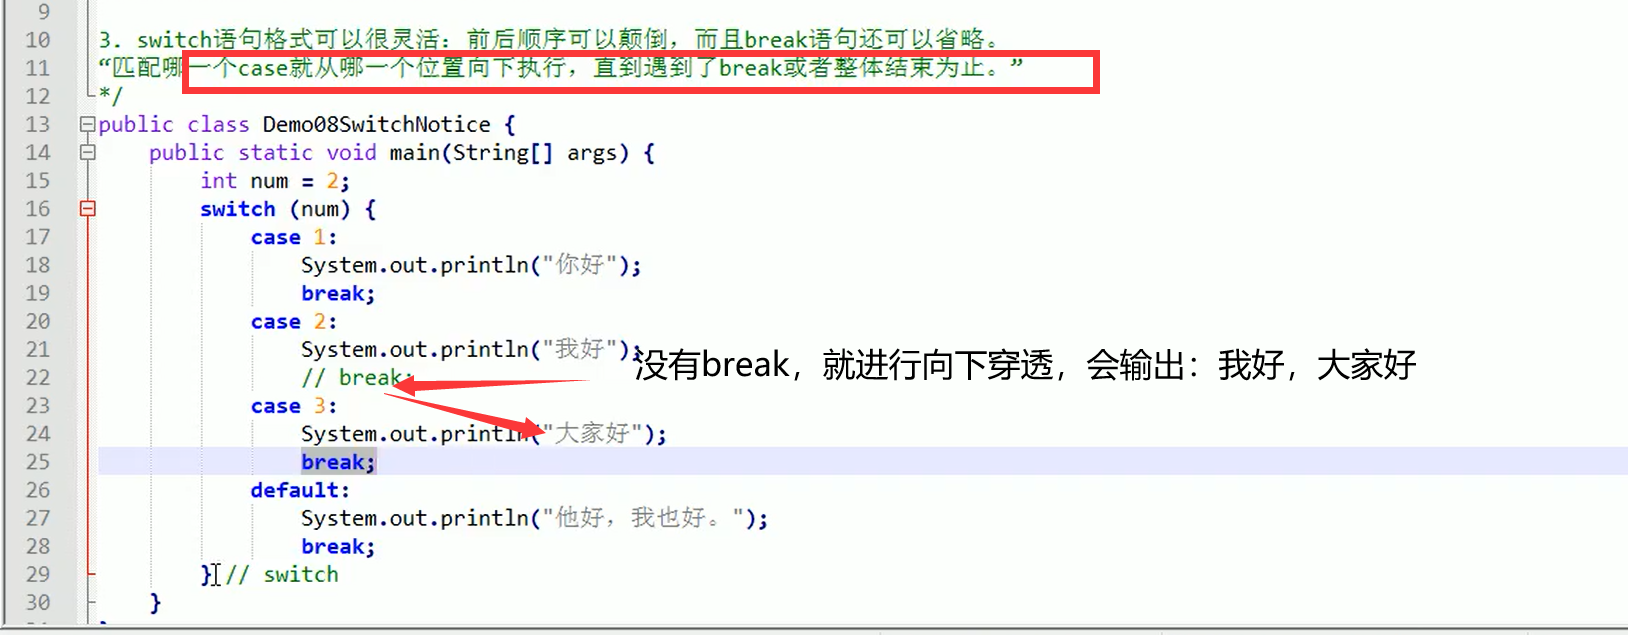 9
10 3. switch语句格式可以很灵活：前后顺序可以颠倒，而且break语句还可以省略。
11 “匹配哪一个case就从哪一个位置向下执行，直到遇到了break或者整体结束为止。”
12 */
13 public class Demo08SwitchNotice {
14 public static void main(String[] args) {
15 int num = 2;
16 switch (num) {
17 case 1:
18 System.out.println("你好");
19 break;
20 case 2:
21 System.out.println("我好");
没有break，就进行向下穿透，会输出：我好，大家好
22 // break;
23 case 3:
24 System.out.println("大家好");
25 break;
26 default:
27 System.out.println("他好，我也好。");
28 break;
29 } // switch
30 }